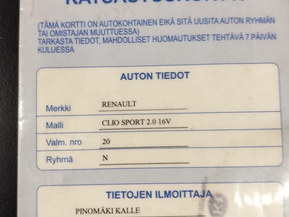 (TÄMÄ KORTTI ON AUTOKOHTAINEN EIKÄ SITÄ UUSITA AUTON RYHMÄN
TAI OMISTAJAN MUUTTUESSA)
TARKASTA TIEDOT, MAHDOLLISET HUOMAUTUKSET TEHTÄVÄ 7 PÄIVÄN
KULUESSA
AUTON TIEDOT
Merkki RENAULT
Malli CLIO SPORT 2.0 16V
Valm. nro 20
Ryhmä N
TIETOJEN ILMOITTAJA
PINOMÄKI KALLE